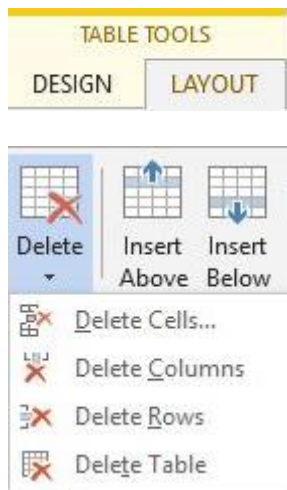 TABLE TOOLS
DESIGN LAYOUT
Delete Insert Above Insert Below
Delete Cells...
Delete Columns
Delete Rows
Delete Table